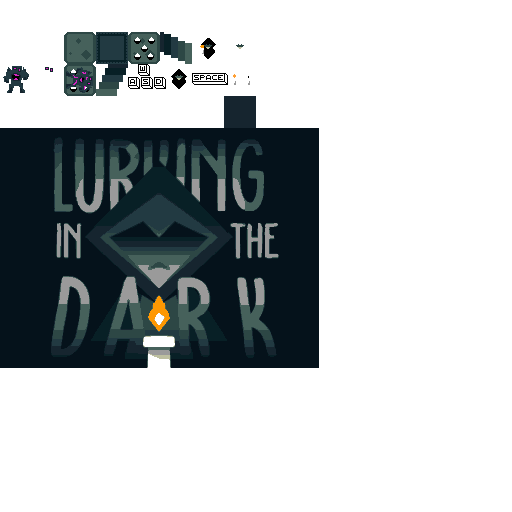 W
A S D SPACE
LURKING
IN THE
DARK